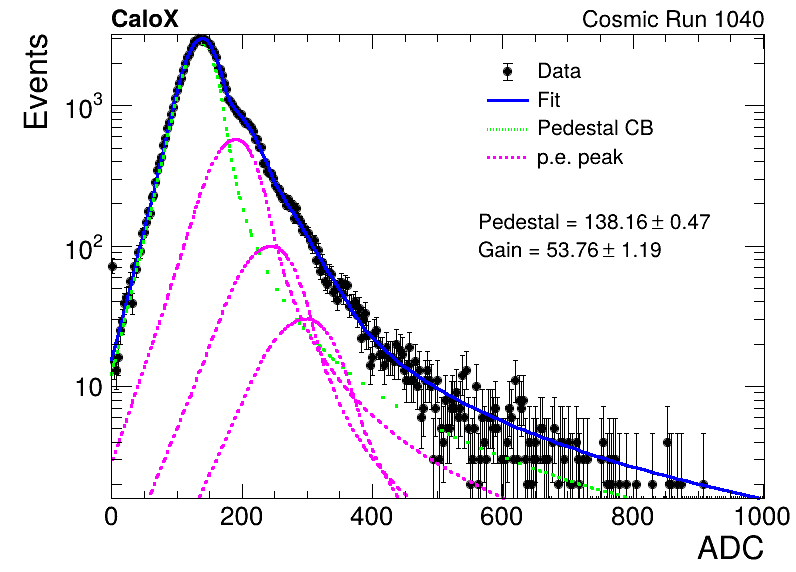 CaloX Cosmic Run 1040
Events
Data
Fit
Pedestal CB
p.e. peak
Pedestal = 138.16 ± 0.47
Gain = 53.76 ± 1.19
10³
10²
10
0 200 400 600 800 1000
ADC